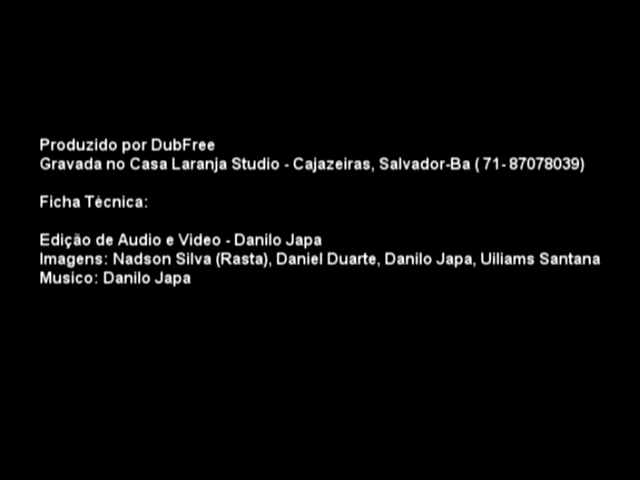 Produzido por DubFree
Gravada no Casa Laranja Studio - Cajazeiras, Salvador-Ba ( 71- 87078039)
Ficha Técnica:
Edição de Audio e Video - Danilo Japa
Imagens: Nadson Silva (Rasta), Daniel Duarte, Danilo Japa, Uiliams Santana
Musico: Danilo Japa